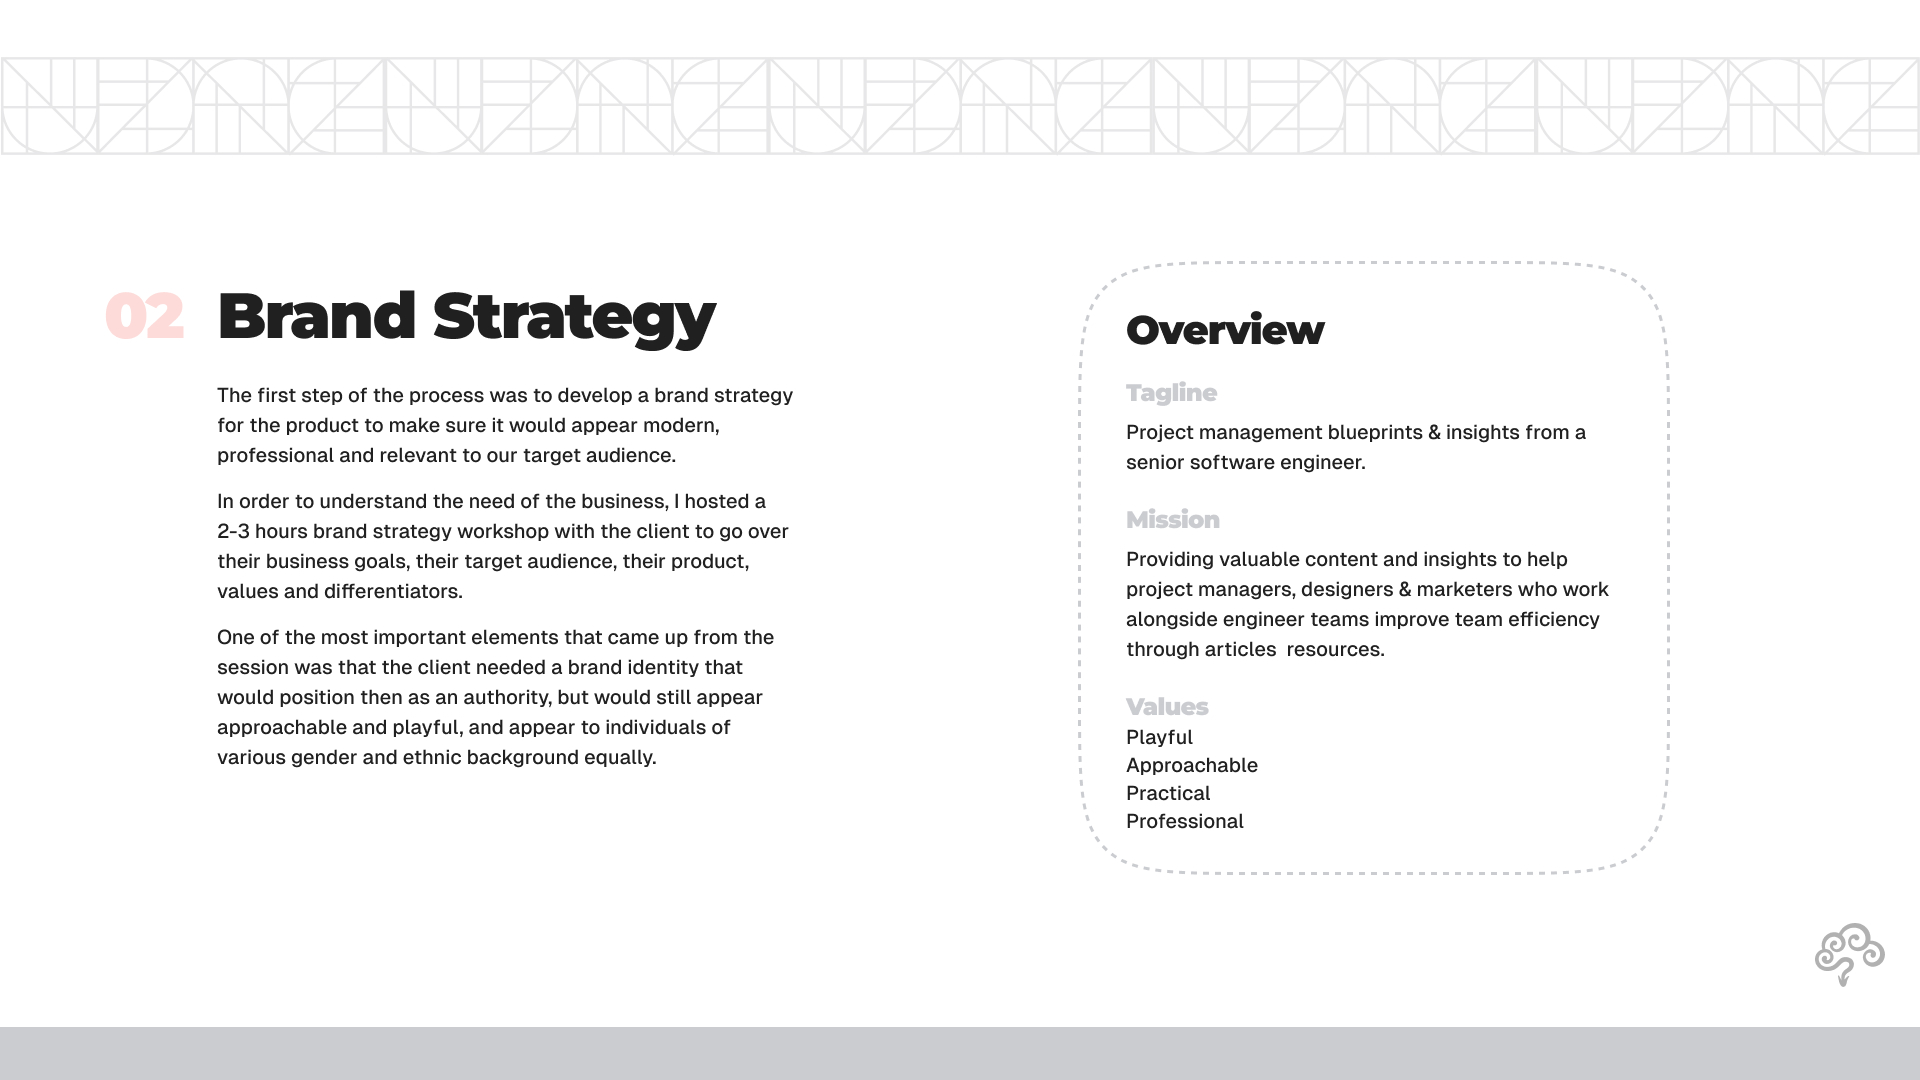 02 Brand Strategy
The first step of the process was to develop a brand strategy
for the product to make sure it would appear modern,
professional and relevant to our target audience.
In order to understand the need of the business, I hosted a
2-3 hours brand strategy workshop with the client to go over
their business goals, their target audience, their product,
values and differentiators.
One of the most important elements that came up from the
session was that the client needed a brand identity that
would position then as an authority, but would still appear
approachable and playful, and appear to individuals of
various gender and ethnic background equally.
Overview
Tagline
Project management blueprints & insights from a
senior software engineer.
Mission
Providing valuable content and insights to help
project managers, designers & marketers who work
alongside engineer teams improve team efficiency
through articles  resources.
Values
Playful
Approachable
Practical
Professional